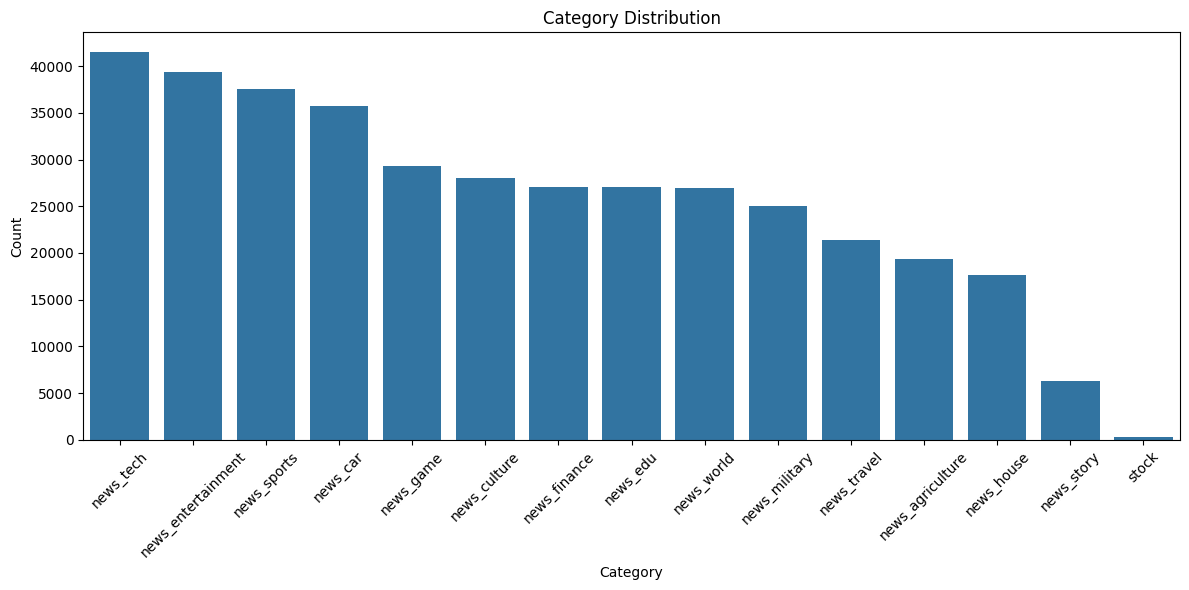 Category Distribution
Count
40000
35000
30000
25000
20000
15000
10000
5000
0
news_tech
news_entertainment
news_sports
news_car
news_game
news_culture
news_finance
news_edu
news_world
news_military
news_travel
news_agriculture
news_house
news_story
stock
Category